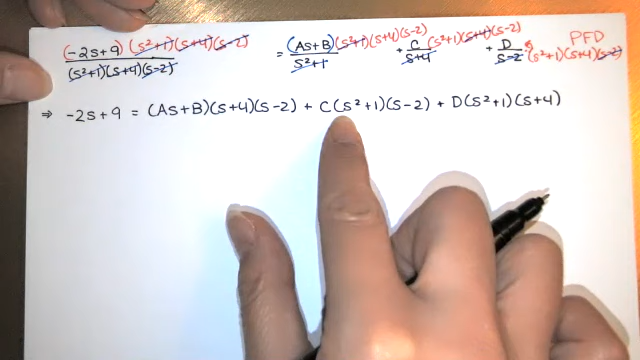 (-2s+9)(s²+1)(s+4)(s-2) / (s²+1)(s+4)(s-2) = (As+B)(s²+1)(s+4)(s-2) / s²+1 + C(s²+1)(s+4)(s-2) / s+4 + D(s²+1)(s+4)(s-2) / s-2 PFD
⇒ -2s+9 = (As+B)(s+4)(s-2) + C(s²+1)(s-2) + D(s²+1)(s+4)